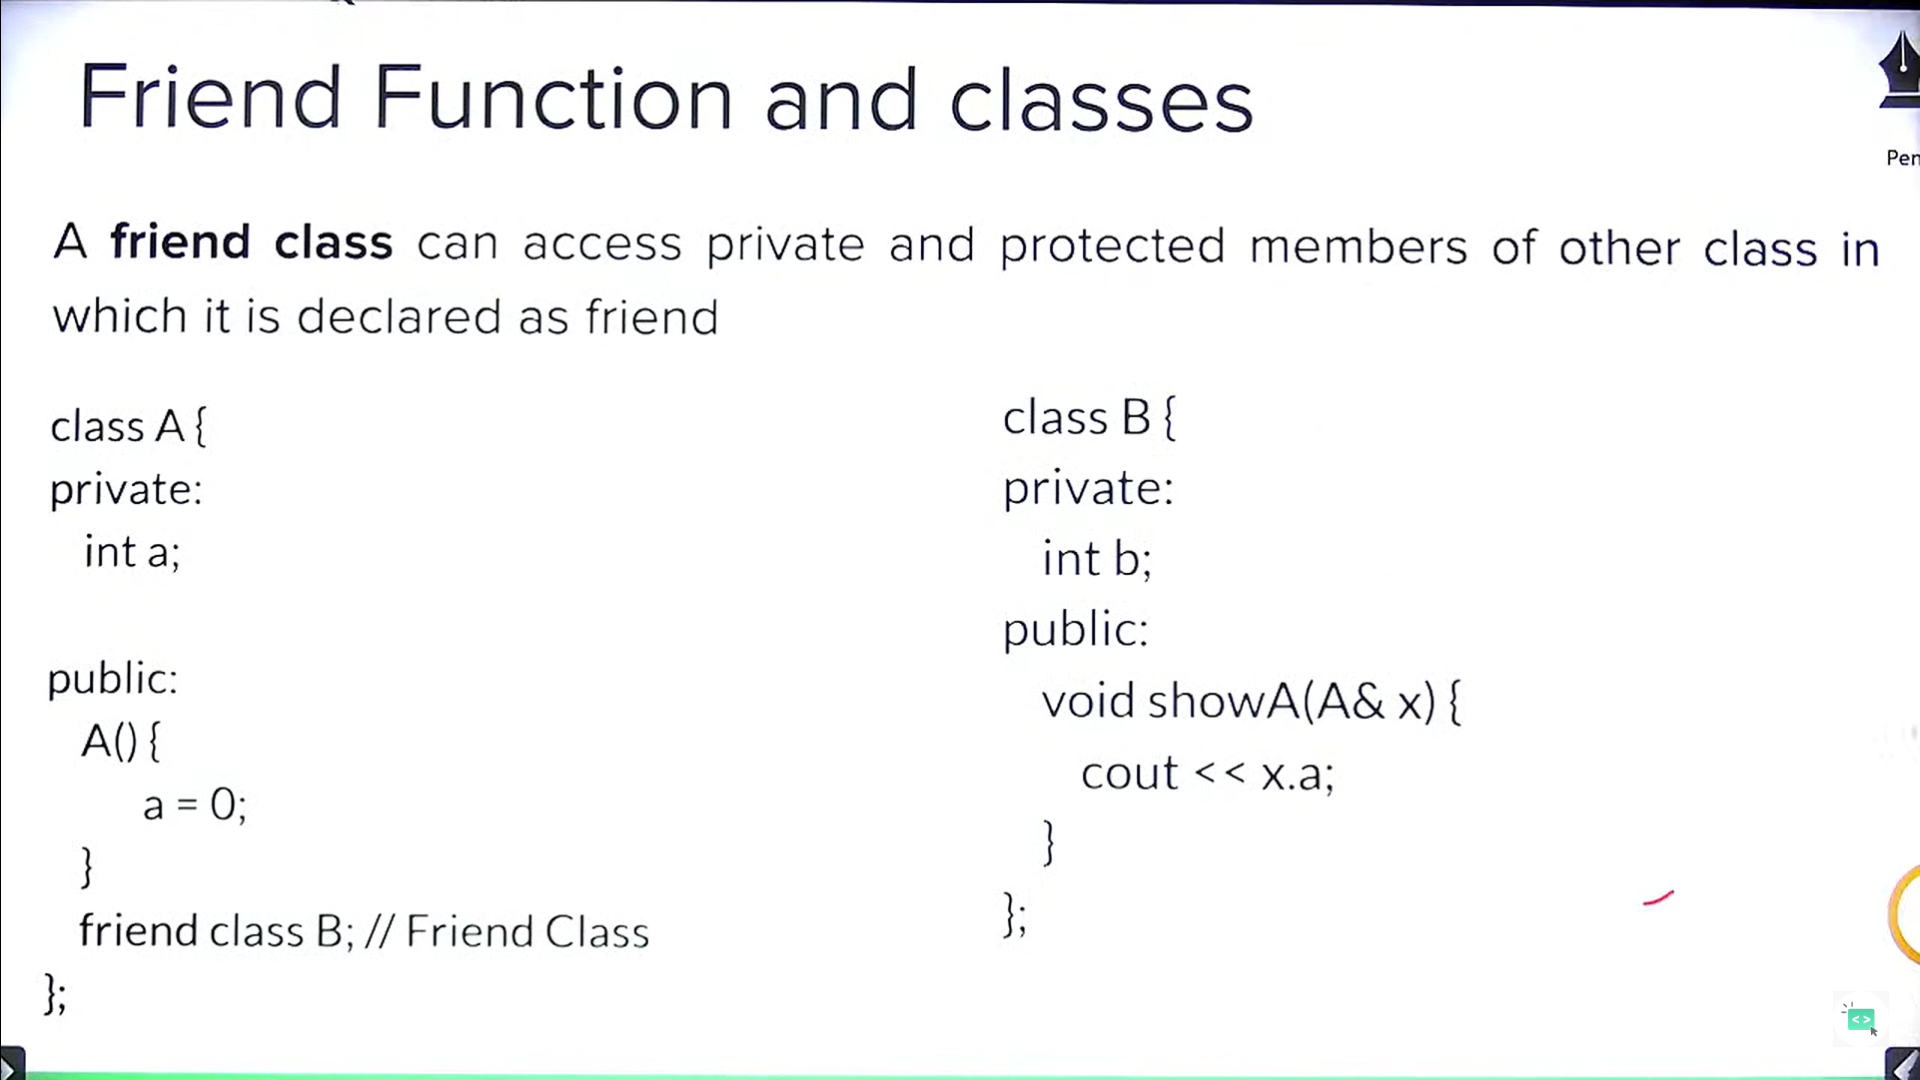 Friend Function and classes
Pen
A friend class can access private and protected members of other class in
which it is declared as friend
class A {
private:
int a;
public:
A() {
a = 0;
}
friend class B; // Friend Class
};
class B {
private:
int b;
public:
void showA(A& x) {
cout << x.a;
}
};
<>